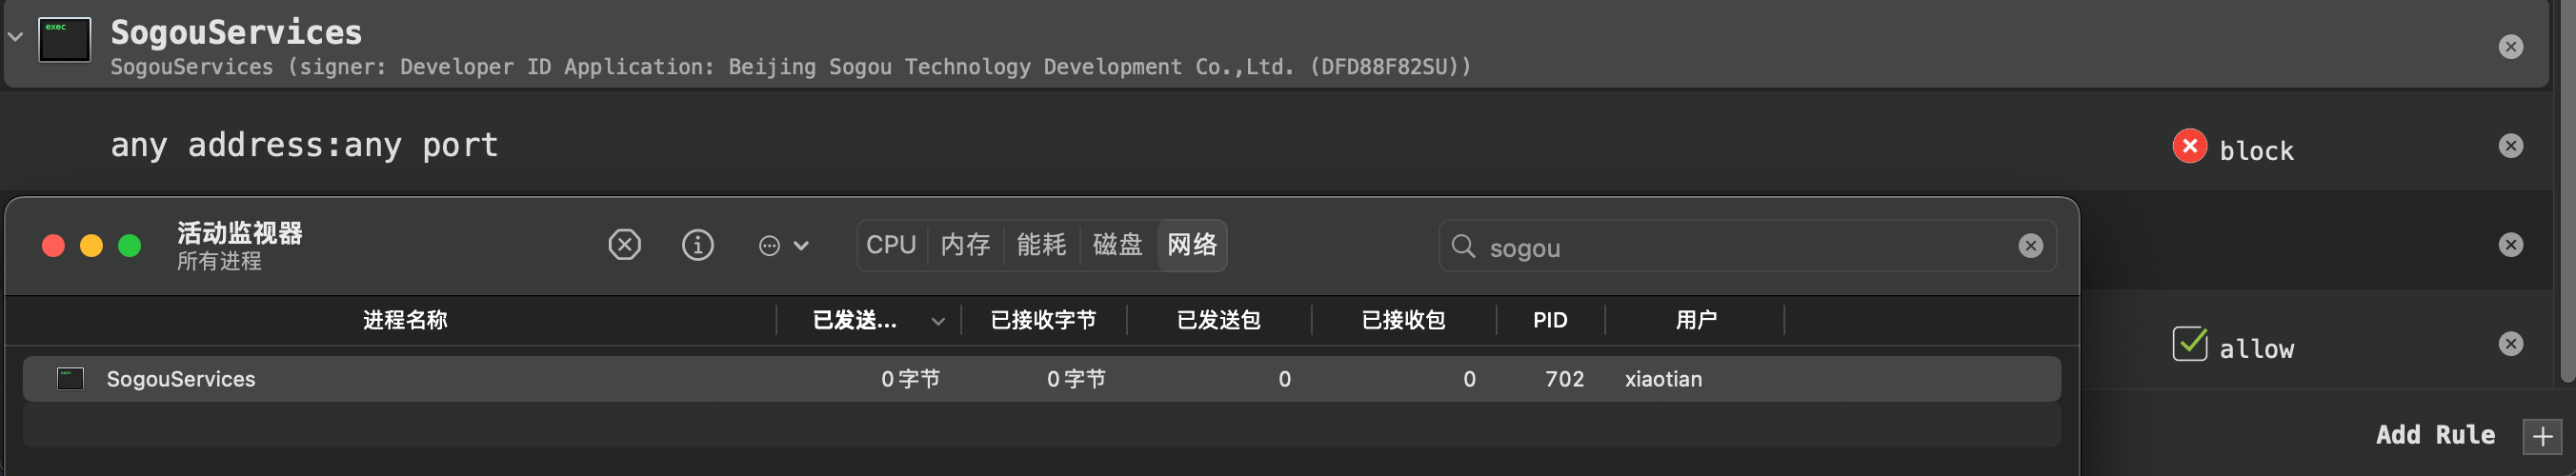 exec
SogouServices
SogouServices (signer: Developer ID Application: Beijing Sogou Technology Development Co.,Ltd. (DFD88F82SU))
any address:any port
block
活动监视器
所有进程
CPU
内存
能耗
磁盘
网络
sogou
进程名称
已发送...
已接收字节
已发送包
已接收包
PID
用户
SogouServices
0 字节
0 字节
0
0
702
xiaotian
allow
Add Rule